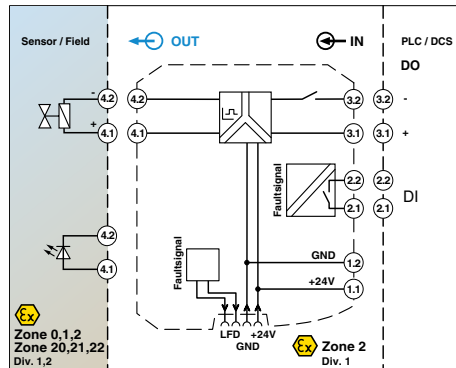 Sensor / Field
OUT
IN
PLC / DCS
DO
-
4.2
4.2
3.2
3.2
-
+
4.1
4.1
3.1
3.1
+
Faultsignal
2.2
2.2
DI
2.1
2.1
4.2
4.1
Faultsignal
GND
1.2
+24V
1.1
LFD
+24V
GND
Ex
Zone 0,1,2
Zone 20,21,22
Div. 1,2
Ex
Zone 2
Div. 1